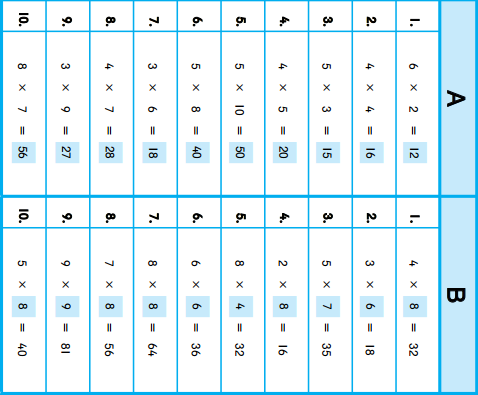 A
1. 6 × 2 = 12
2. 4 × 4 = 16
3. 5 × 3 = 15
4. 4 × 5 = 20
5. 5 × 10 = 50
6. 5 × 8 = 40
7. 3 × 6 = 18
8. 4 × 7 = 28
9. 3 × 9 = 27
10. 8 × 7 = 56
B
1. 4 × 8 = 32
2. 3 × 6 = 18
3. 5 × 7 = 35
4. 2 × 8 = 16
5. 8 × 4 = 32
6. 6 × 6 = 36
7. 8 × 8 = 64
8. 7 × 8 = 56
9. 9 × 9 = 81
10. 5 × 8 = 40